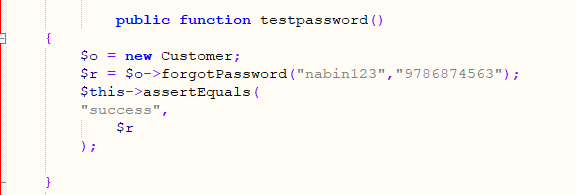 public function testpassword()
{
$o = new Customer;
$r = $o->forgotPassword("nabin123","9786874563");
$this->assertEquals(
"success",
$r
);
}